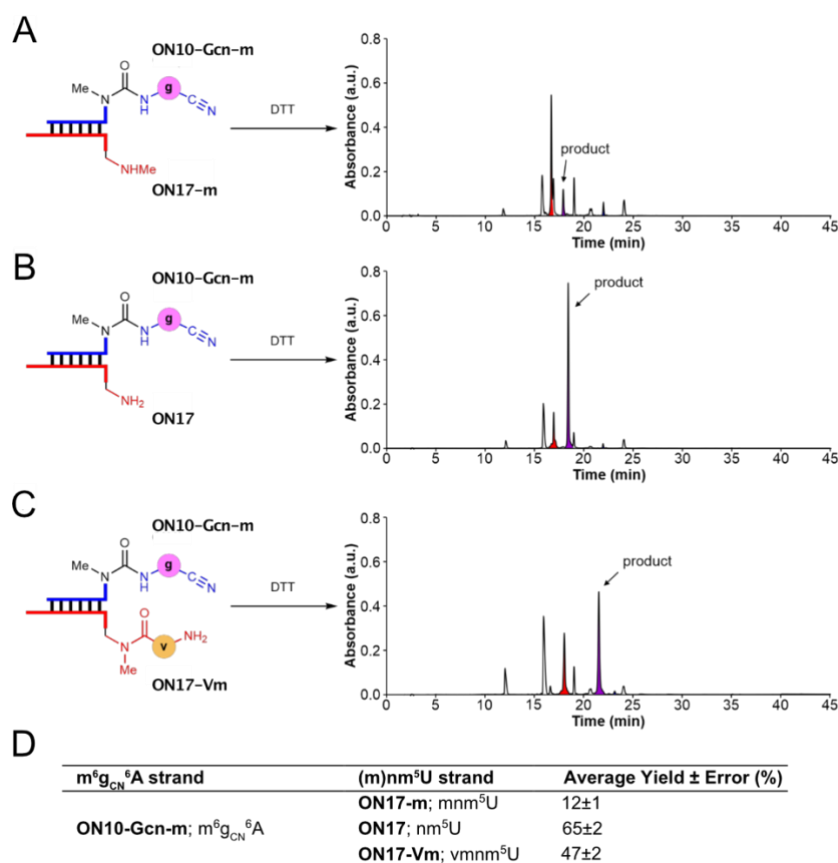 A
ON10-Gcn-m
O
Me
N
N
H
g
C≡N
NHMe
ON17-m
DTT
Absorbance (a.u.)
0.8
0.6
0.4
0.2
0.0
product
0 5 10 15 20 25 30 35 40 45
Time (min)
B
ON10-Gcn-m
O
Me
N
N
H
g
C≡N
NH₂
ON17
DTT
Absorbance (a.u.)
0.8
0.6
0.4
0.2
0.0
product
0 5 10 15 20 25 30 35 40 45
Time (min)
C
ON10-Gcn-m
O
Me
N
N
H
g
C≡N
O
NH₂
N
v
Me
ON17-Vm
DTT
Absorbance (a.u.)
0.8
0.6
0.4
0.2
0.0
product
0 5 10 15 20 25 30 35 40 45
Time (min)
D
m⁶g_CN⁶A strand (m)nm⁵U strand Average Yield ± Error (%)
ON17-m; mnm⁵U 12±1
ON10-Gcn-m; m⁶g_CN⁶A ON17; nm⁵U 65±2
ON17-Vm; vmnm⁵U 47±2